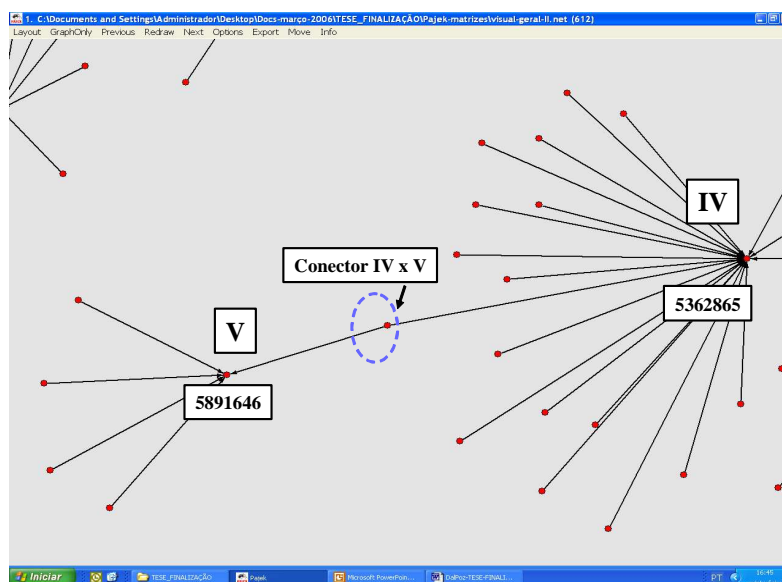 1. C:\Documents and Settings\Administrador\Desktop\Docs-março-2006\TESE_FINALIZAÇÃO\Pajek-matrizes\visual-geral-II.net (612)
Layout GraphOnly Previous Redraw Next Options Export Move Info
IV
Conector IV x V
5362865
V
5891646
Iniciar TESE_FINALIZAÇÃO Pajek Microsoft PowerPoin... DalPoz-TESE-FINALI... PT 16:45